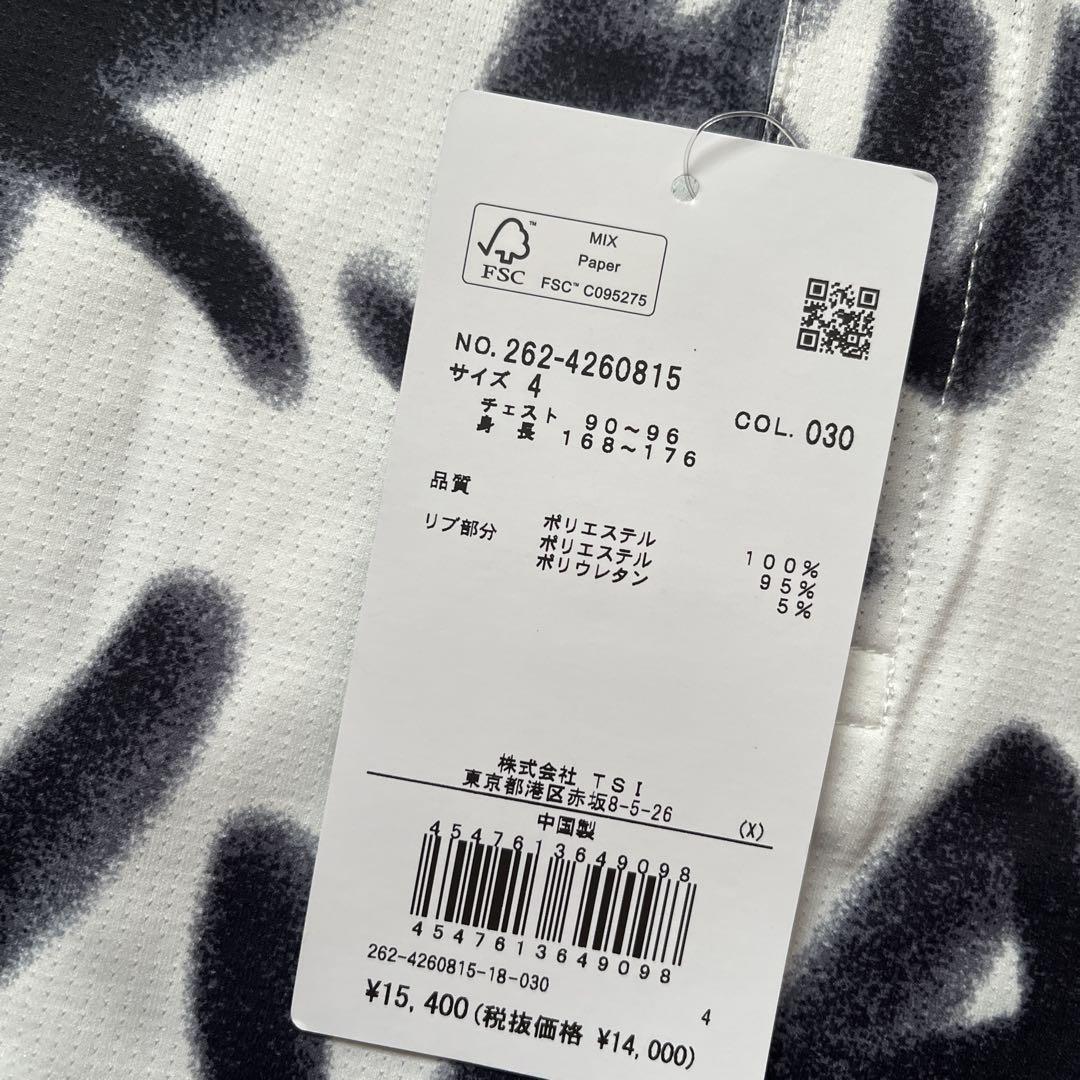 FSC™
MIX
Paper
FSC™ C095275
NO. 262-4260815
サイズ 4
COL. 030
チェスト 90～96
身長 168～176
品質
ポリエステル 100%
リブ部分 ポリエステル 95%
ポリウレタン 5%
株式会社 TSI
東京都港区赤坂8-5-26
(X)
中国製
4547613649098
4547613649098
262-4260815-18-030
4
¥15,400(税抜価格 ¥14,000)